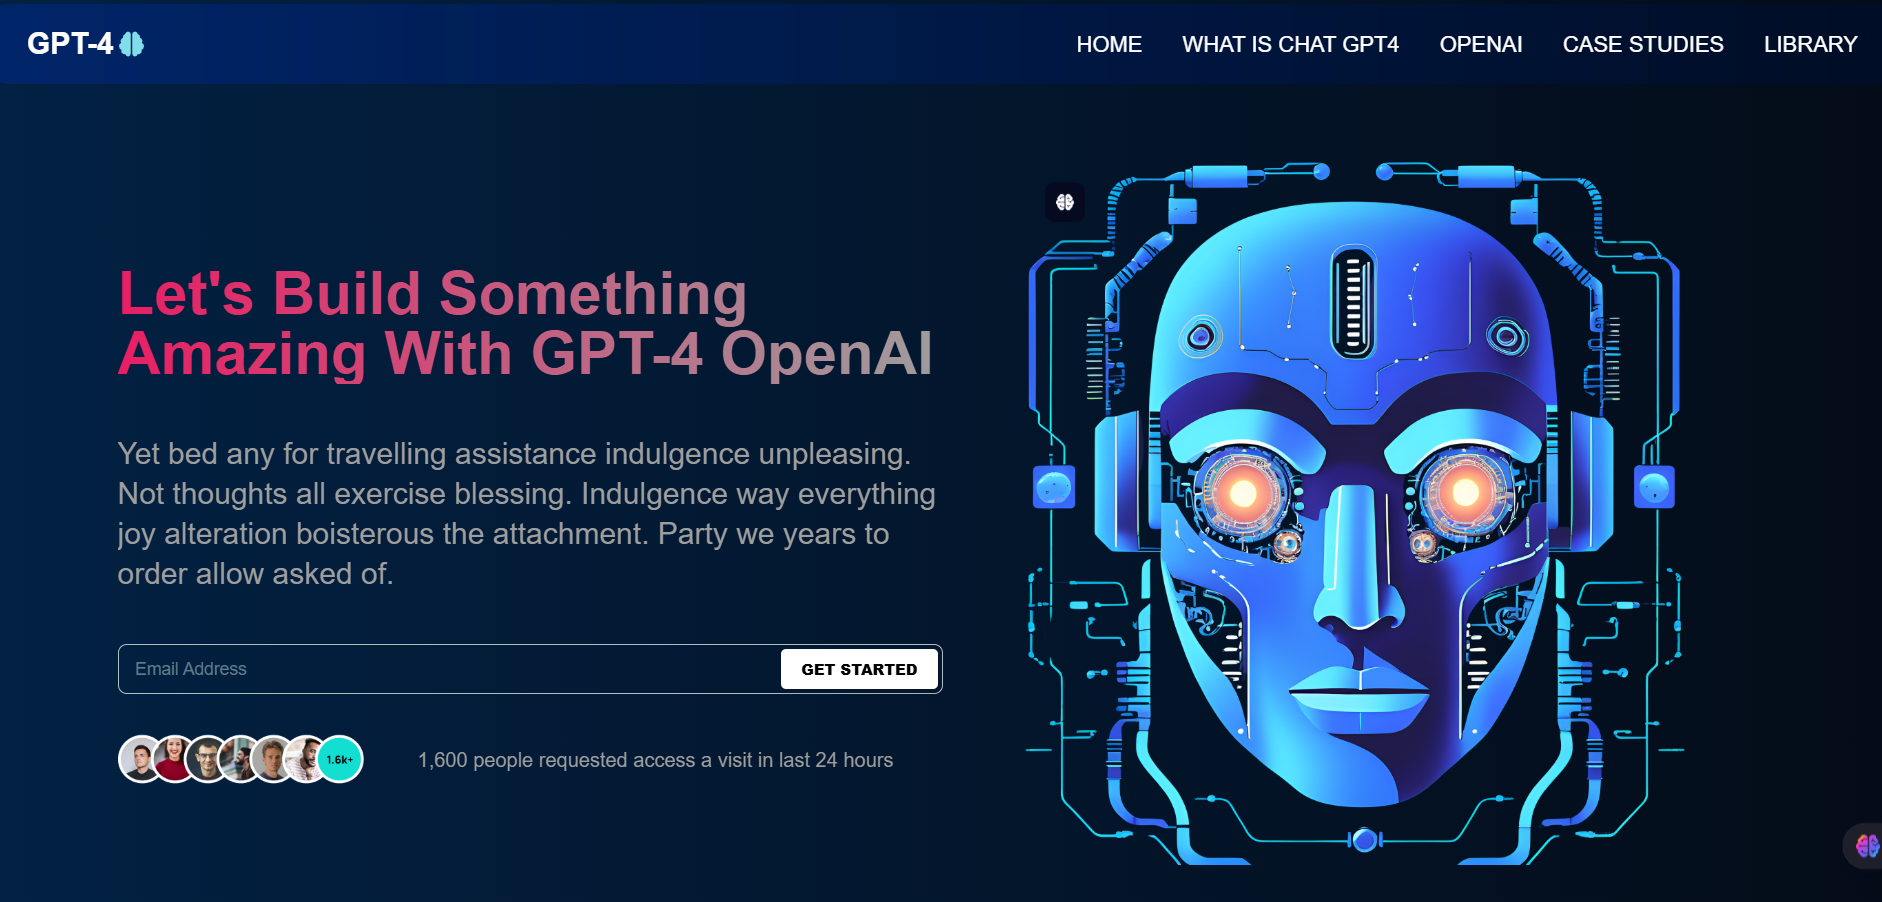 GPT-4
HOME
WHAT IS CHAT GPT4
OPENAI
CASE STUDIES
LIBRARY
Let's Build Something
Amazing With GPT-4 OpenAI
Yet bed any for travelling assistance indulgence unpleasing.
Not thoughts all exercise blessing. Indulgence way everything
joy alteration boisterous the attachment. Party we years to
order allow asked of.
Email Address
GET STARTED
1.6k+
1,600 people requested access a visit in last 24 hours